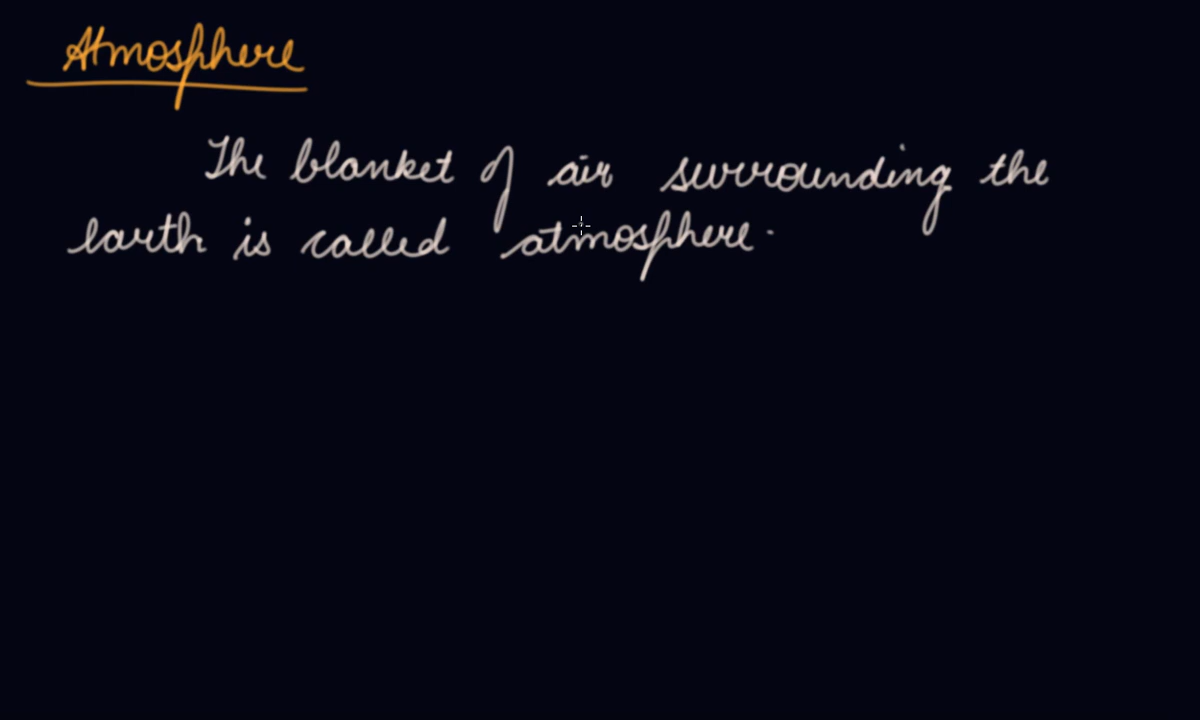 Atmosphere
The blanket of air surrounding the
earth is called atmosphere.